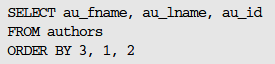 SELECT au_fname, au_lname, au_id
FROM authors
ORDER BY 3, 1, 2